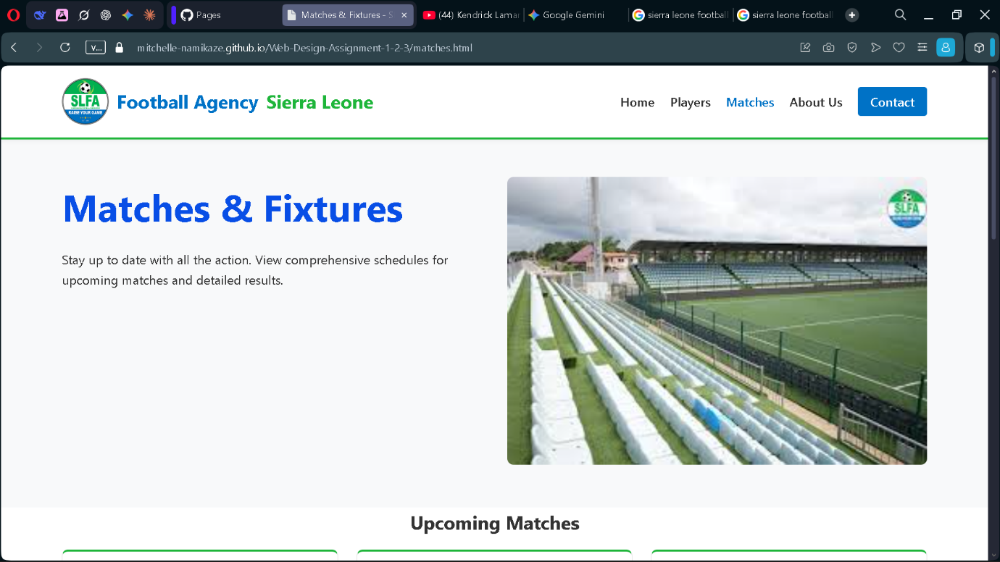 Pages
Matches & Fixtures - S
(44) Kendrick Lamar
Google Gemini
sierra leone football
sierra leone football
V...
mitchelle-namikaze.github.io/Web-Design-Assignment-1-2-3/matches.html
SLFA
RAISE YOUR GAME
Football Agency Sierra Leone
Home
Players
Matches
About Us
Contact
Matches & Fixtures
Stay up to date with all the action. View comprehensive schedules for
upcoming matches and detailed results.
SLFA
Upcoming Matches